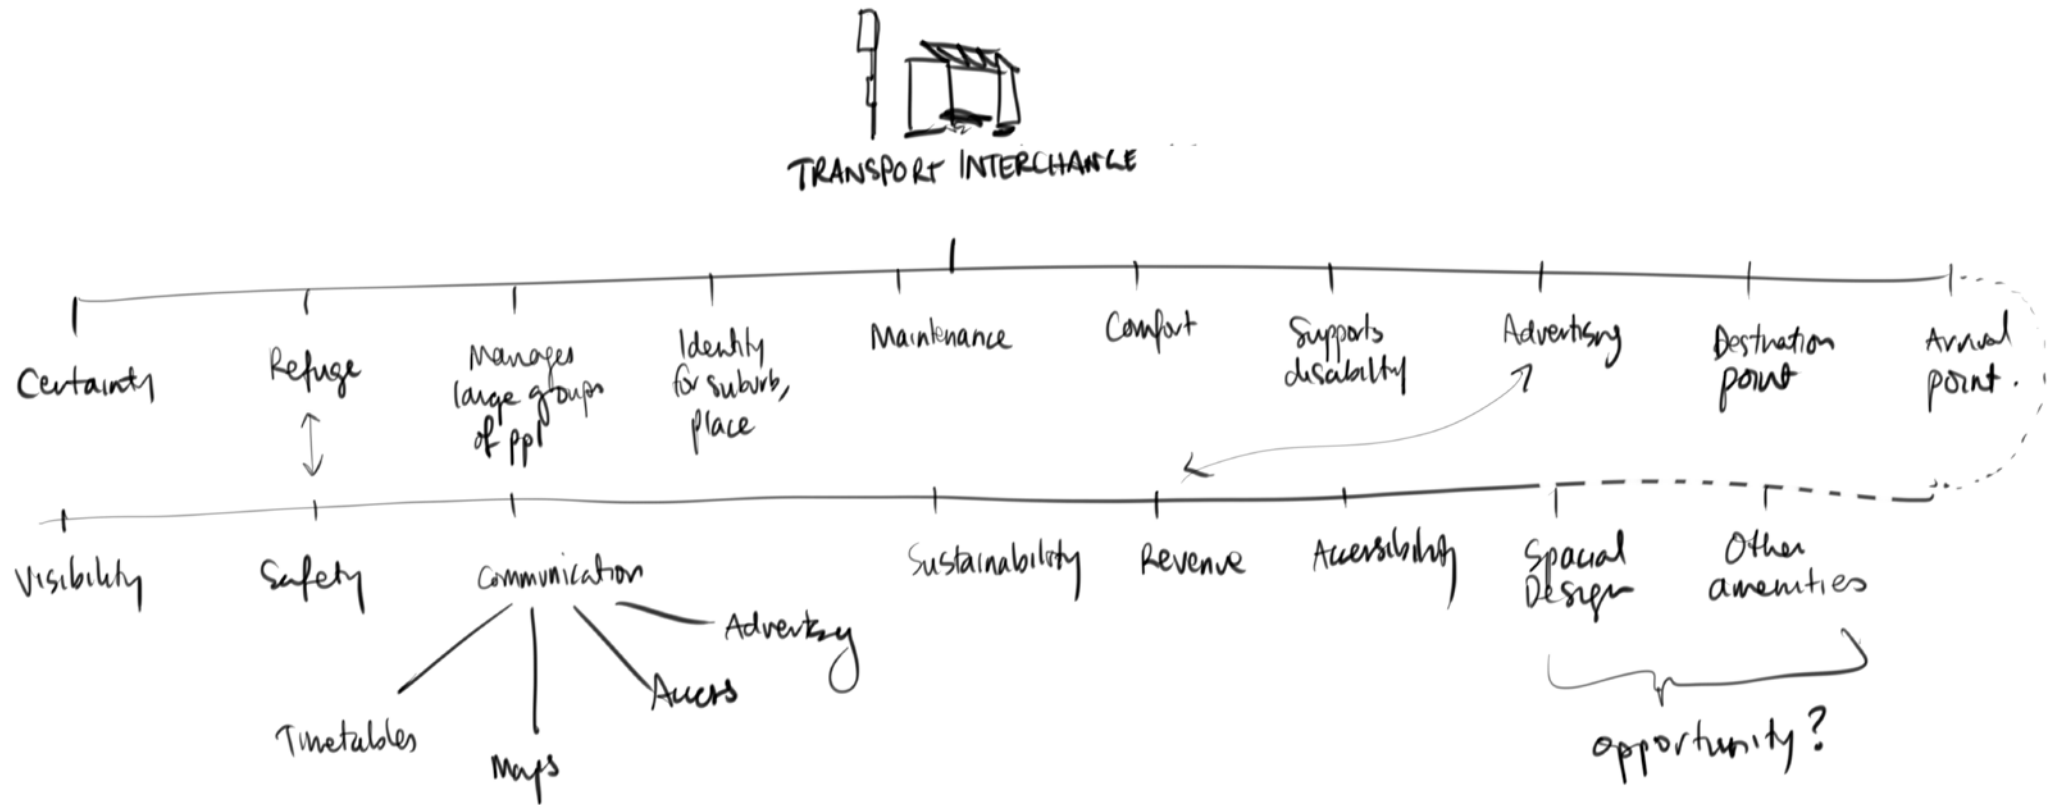 TRANSPORT INTERCHANGE
Certainty
Refuge
Manages
large groups
of ppl
Identity
for suburb,
place
Maintenance
Comfort
Supports
disability
Advertising
Destination
point
Arrival
point.
Visibility
Safety
Communication
Timetables
Maps
Access
Advertising
Sustainability
Revenue
Accessibility
Spacial
Design
Other
amenities
opportunity?